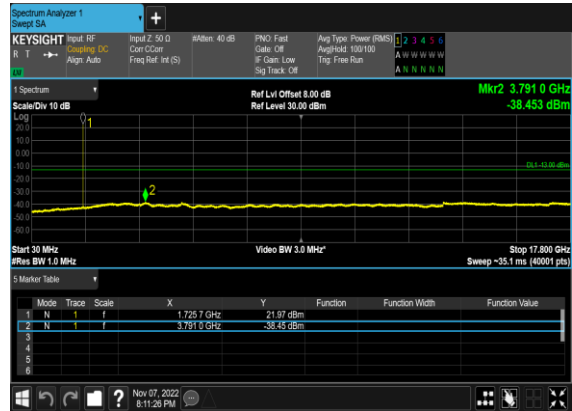 Spectrum Analyzer 1
Swept SA
+
KEYSIGHT Input: RF Input Z: 50 Ω #Atten: 40 dB PNO: Fast Avg Type: Power (RMS) 1 2 3 4 5 6
R T Coupling: DC Corr CCorr Gate: Off Avg|Hold: 100/100 A W W W W W
Align: Auto Freq Ref: Int (S) IF Gain: Low Trig: Free Run
Sig Track: Off A N N N N N
1 Spectrum Ref Lvl Offset 8.00 dB Mkr2 3.791 0 GHz
Scale/Div 10 dB Ref Level 30.00 dBm -38.453 dBm
Log
20.0
1
10.0
0.00
-10.0
DL1 -13.00 dBm
-20.0
-30.0
2
-40.0
-50.0
-60.0
Start 30 MHz Video BW 3.0 MHz* Stop 17.800 GHz
#Res BW 1.0 MHz Sweep ~35.1 ms (40001 pts)
5 Marker Table
Mode Trace Scale X Y Function Function Width Function Value
1 N 1 f 1.725 7 GHz 21.97 dBm
2 N 1 f 3.791 0 GHz -38.45 dBm
3
4
5
6
? Nov 07, 2022
8:11:26 PM